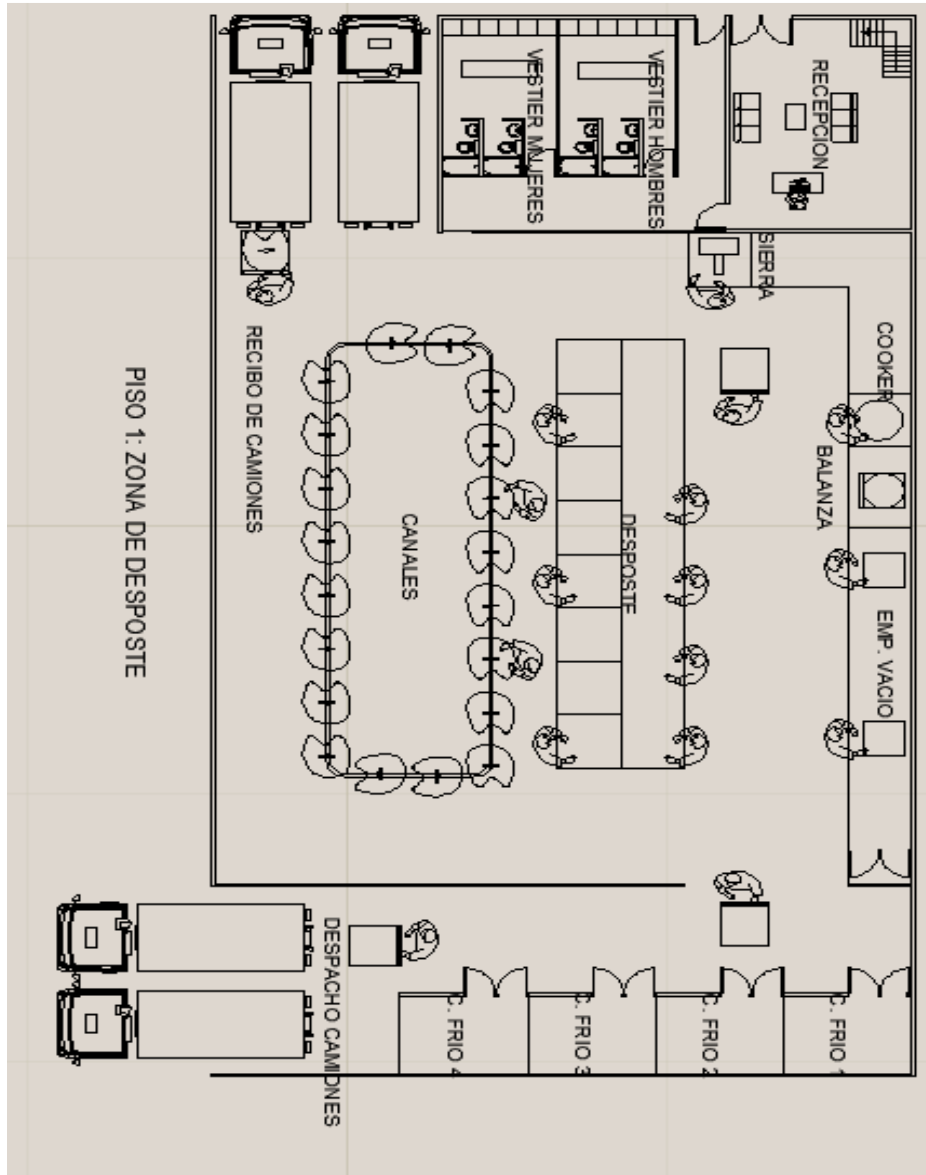 COOKER
EMP. VACIO
RECEPCION
BALANZA
C. FRIO 1
SIERRA
C. FRIO 2
VESTIER HOMBRES
DESPOSTE
C. FRIO 3
VESTIER MUJERES
C. FRIO 4
CANALES
DESPACHO CAMIONES
RECIBO DE CAMIONES
PISO 1: ZONA DE DESPOSTE